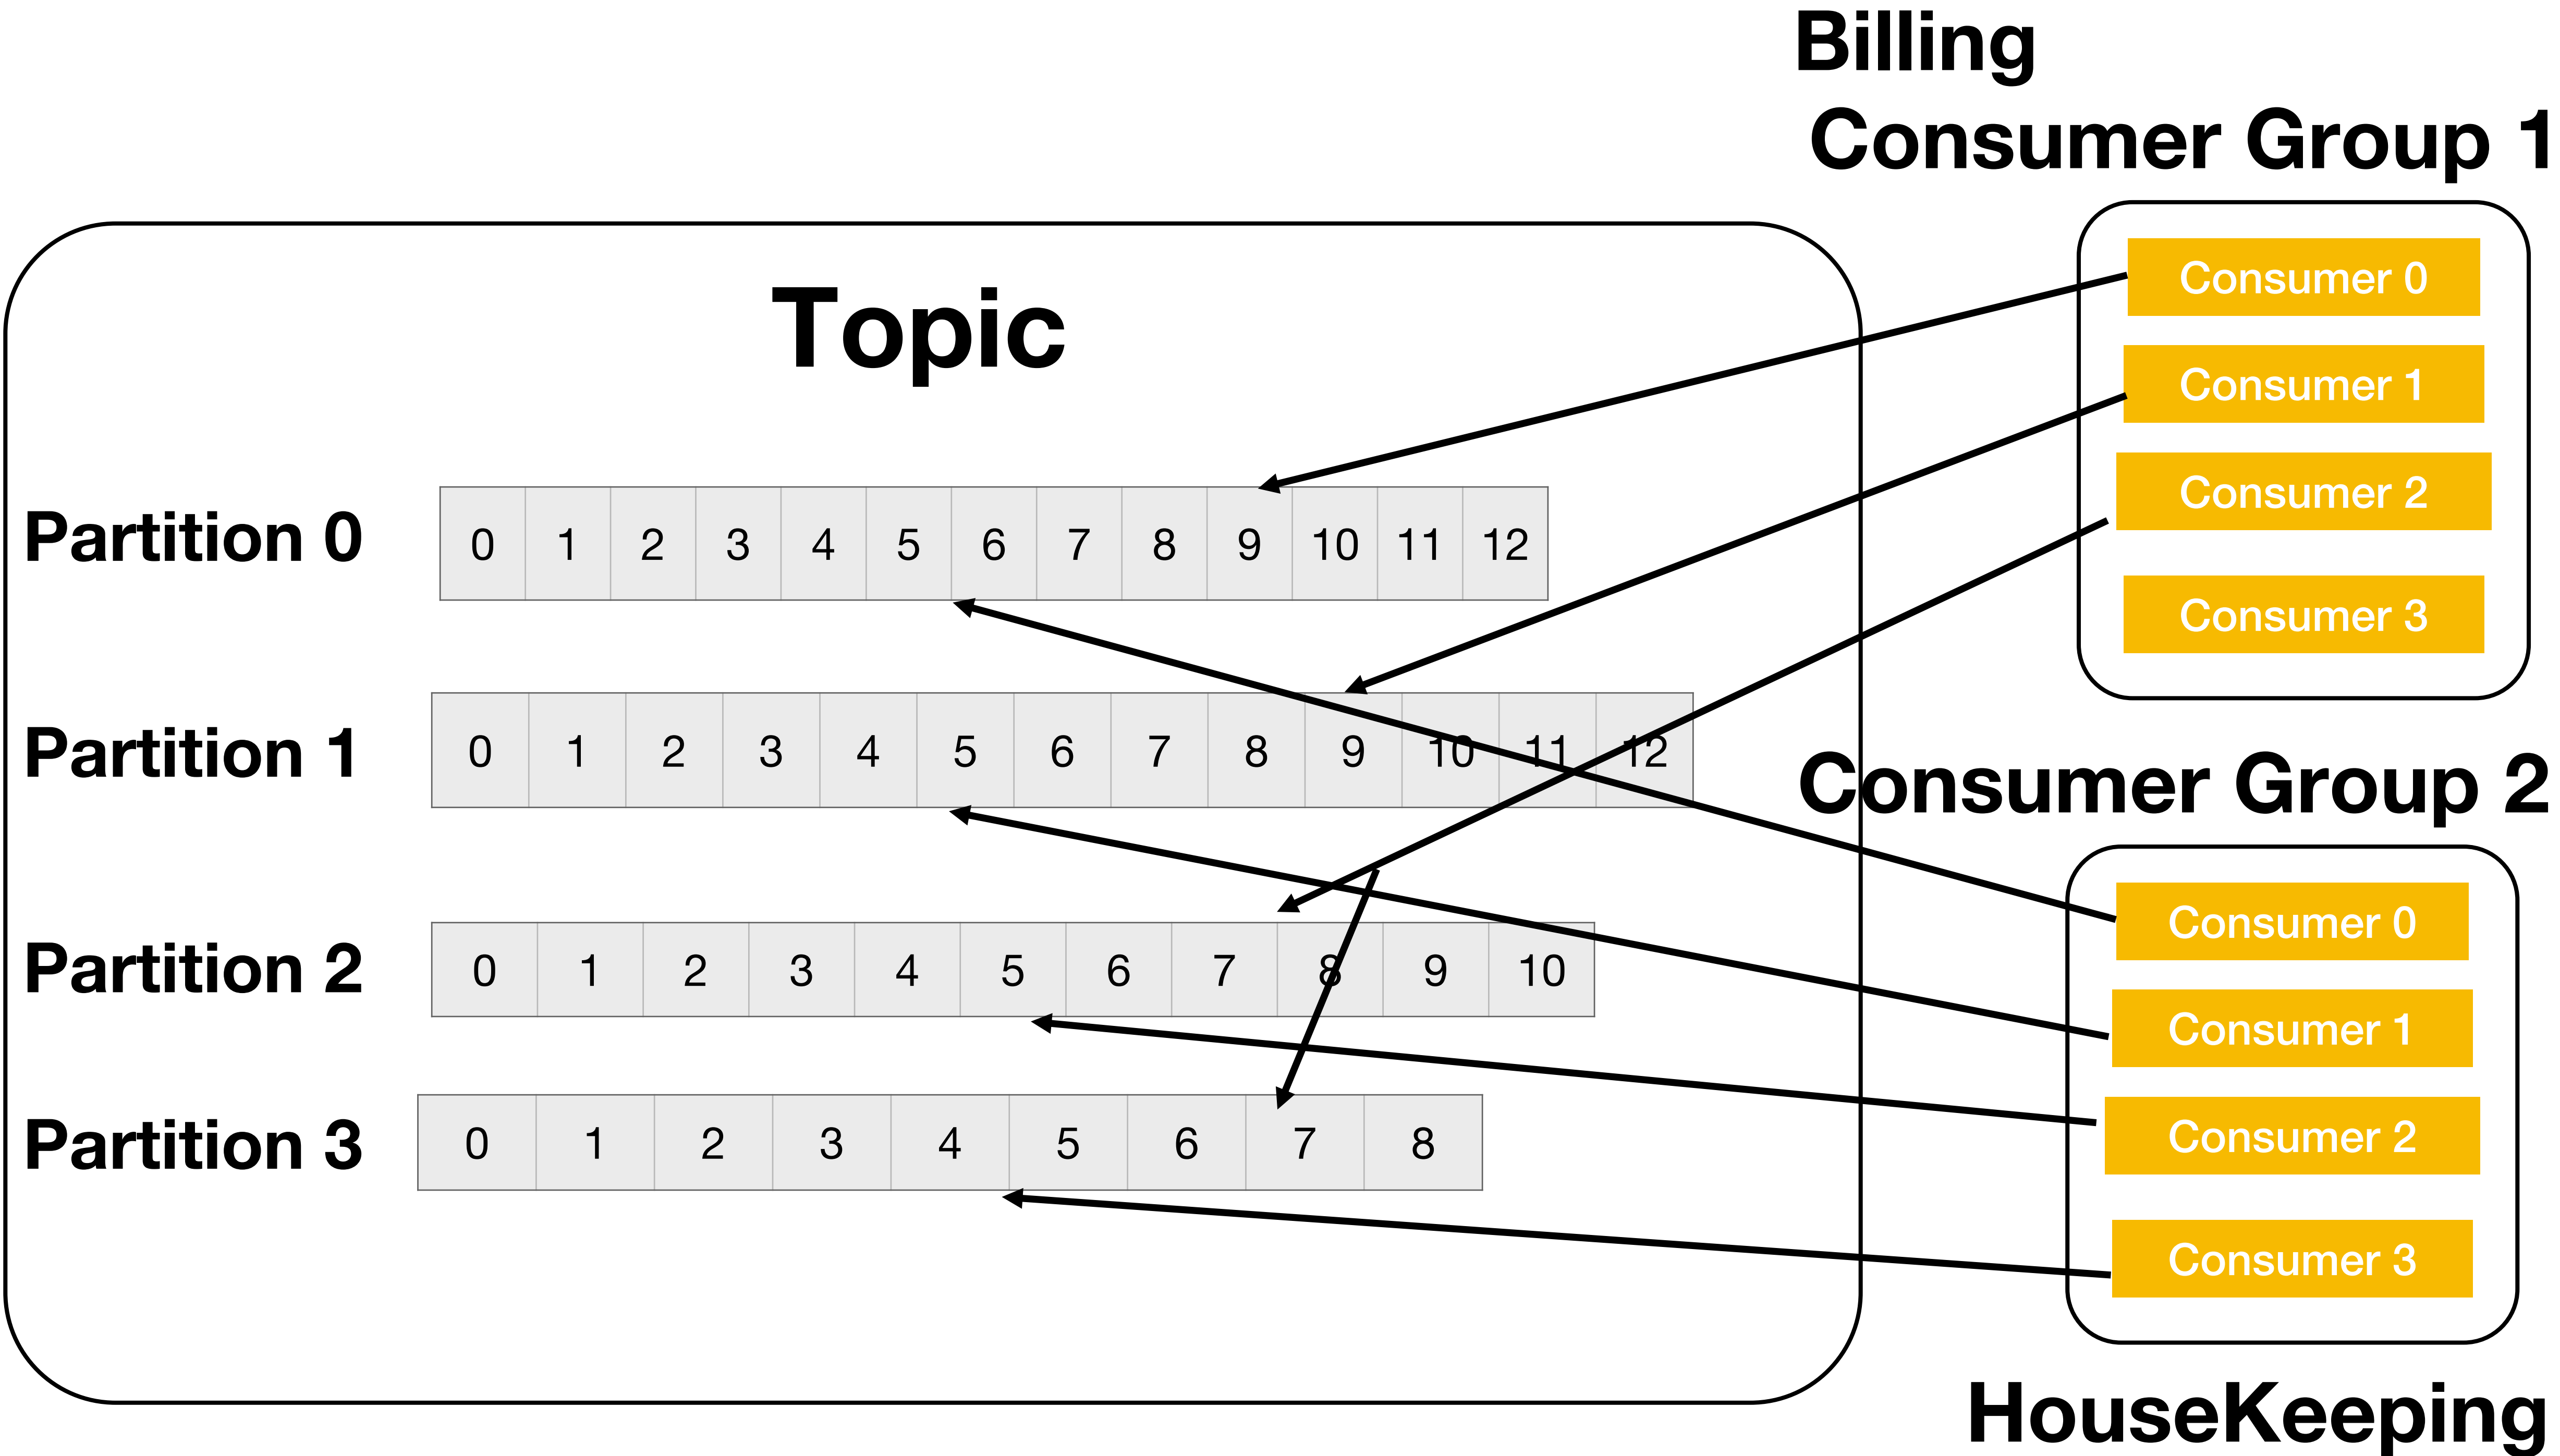 Billing
Consumer Group 1
Consumer 0
Consumer 1
Consumer 2
Consumer 3
Topic
Partition 0
0 1 2 3 4 5 6 7 8 9 10 11 12
Partition 1
0 1 2 3 4 5 6 7 8 9 10 11 12
Partition 2
0 1 2 3 4 5 6 7 8 9 10
Partition 3
0 1 2 3 4 5 6 7 8
Consumer Group 2
Consumer 0
Consumer 1
Consumer 2
Consumer 3
HouseKeeping